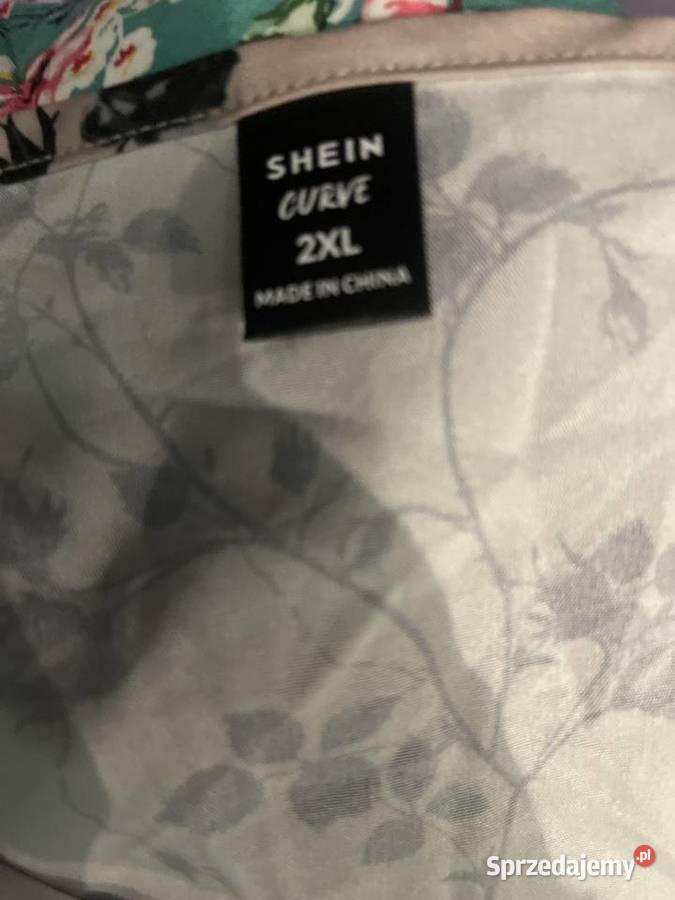 SHEIN
CURVE
2XL
MADE IN CHINA
Sprzedajemy.pl